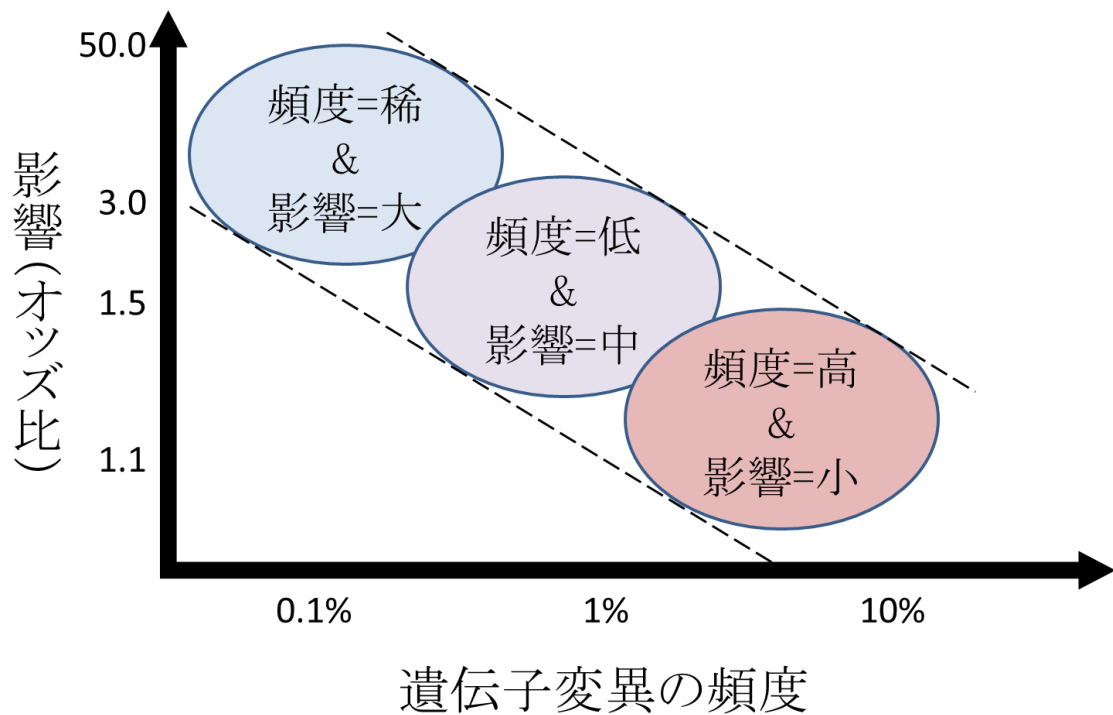 50.0
3.0
1.5
1.1
影響(オッズ比)
頻度=稀
&
影響=大
頻度=低
&
影響=中
頻度=高
&
影響=小
0.1%
1%
10%
遺伝子変異の頻度